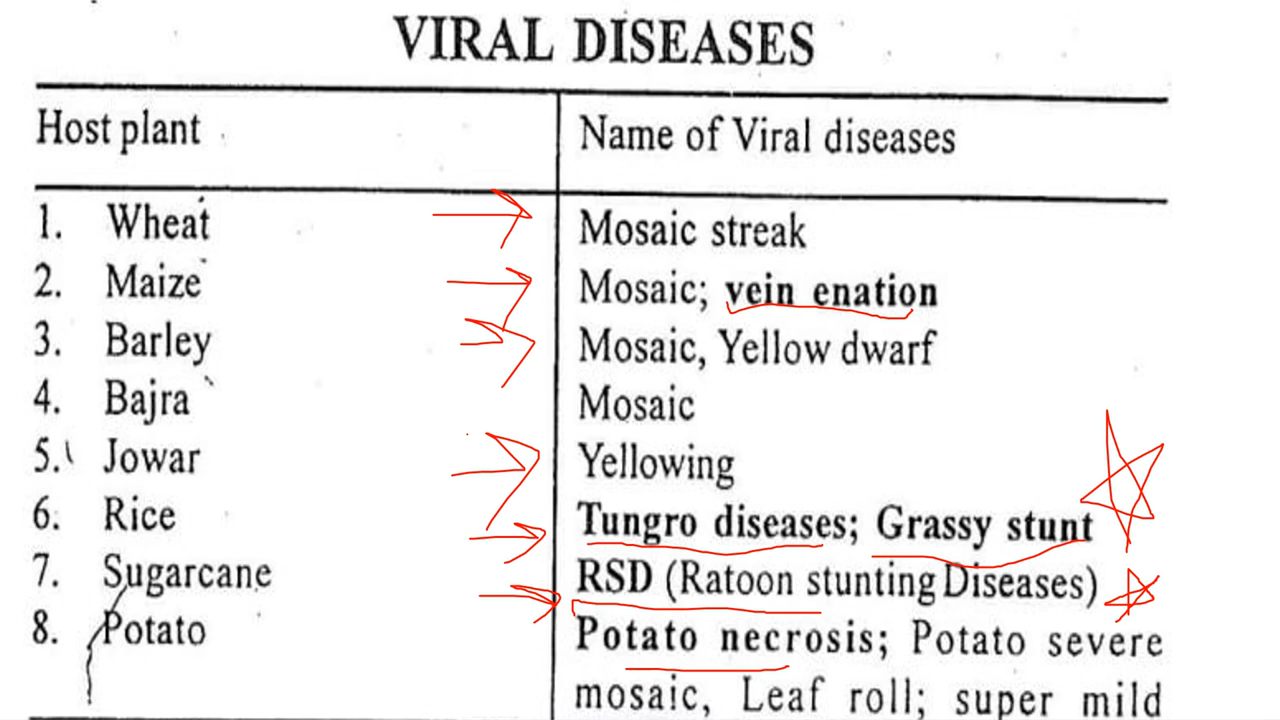 VIRAL DISEASES
Host plant Name of Viral diseases
1. Wheat Mosaic streak
2. Maize Mosaic; vein enation
3. Barley Mosaic, Yellow dwarf
4. Bajra Mosaic
5. Jowar Yellowing
6. Rice Tungro diseases; Grassy stunt
7. Sugarcane RSD (Ratoon stunting Diseases)
8. Potato Potato necrosis; Potato severe
mosaic, Leaf roll; super mild